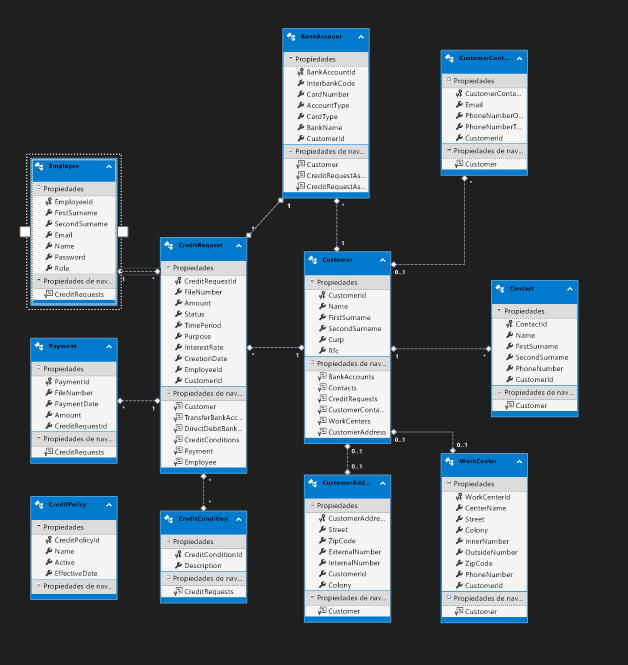 BankAccount
Propiedades
BankAccountId
InterbankCode
CardNumber
AccountType
CardType
BankName
CustomerId
Propiedades de nav...
Customer
CreditRequestAs...
CreditRequestAs...
CustomerCont...
Propiedades
CustomerConta...
Email
PhoneNumberO...
PhoneNumberT...
CustomerId
Propiedades de nav...
Customer
Employee
Propiedades
EmployeeId
FirstSurname
SecondSurname
Email
Name
Password
Role
Propiedades de nav...
CreditRequests
CreditRequest
Propiedades
CreditRequestId
FileNumber
Amount
Status
TimePeriod
Purpose
InterestRate
CreationDate
EmployeeId
CustomerId
Propiedades de nav...
Customer
TransferBankAcc...
DirectDebitBank...
CreditConditions
Payment
Employee
Customer
Propiedades
CustomerId
Name
FirstSurname
SecondSurname
Curp
Rfc
Propiedades de nav...
BankAccounts
Contacts
CreditRequests
CustomerConta...
WorkCenters
CustomerAddress
Contact
Propiedades
ContactId
Name
FirstSurname
SecondSurname
PhoneNumber
CustomerId
Propiedades de nav...
Customer
Payment
Propiedades
PaymentId
FileNumber
PaymentDate
Amount
CreditRequestId
Propiedades de nav...
CreditRequests
CreditPolicy
Propiedades
CreditPolicyId
Name
Active
EffectiveDate
Propiedades de nav...
CreditCondition
Propiedades
CreditConditionId
Description
Propiedades de nav...
CreditRequests
CustomerAdd...
Propiedades
CustomerAddre...
Street
ZipCode
ExternalNumber
InternalNumber
CustomerId
Colony
Propiedades de nav...
Customer
WorkCenter
Propiedades
WorkCenterId
CenterName
Street
Colony
InnerNumber
OutsideNumber
ZipCode
PhoneNumber
CustomerId
Propiedades de nav...
Customer
1
*
*
1
*
0..1
1
*
*
1
1
*
*
1
*
*
0..1
0..1
0..1
0..1